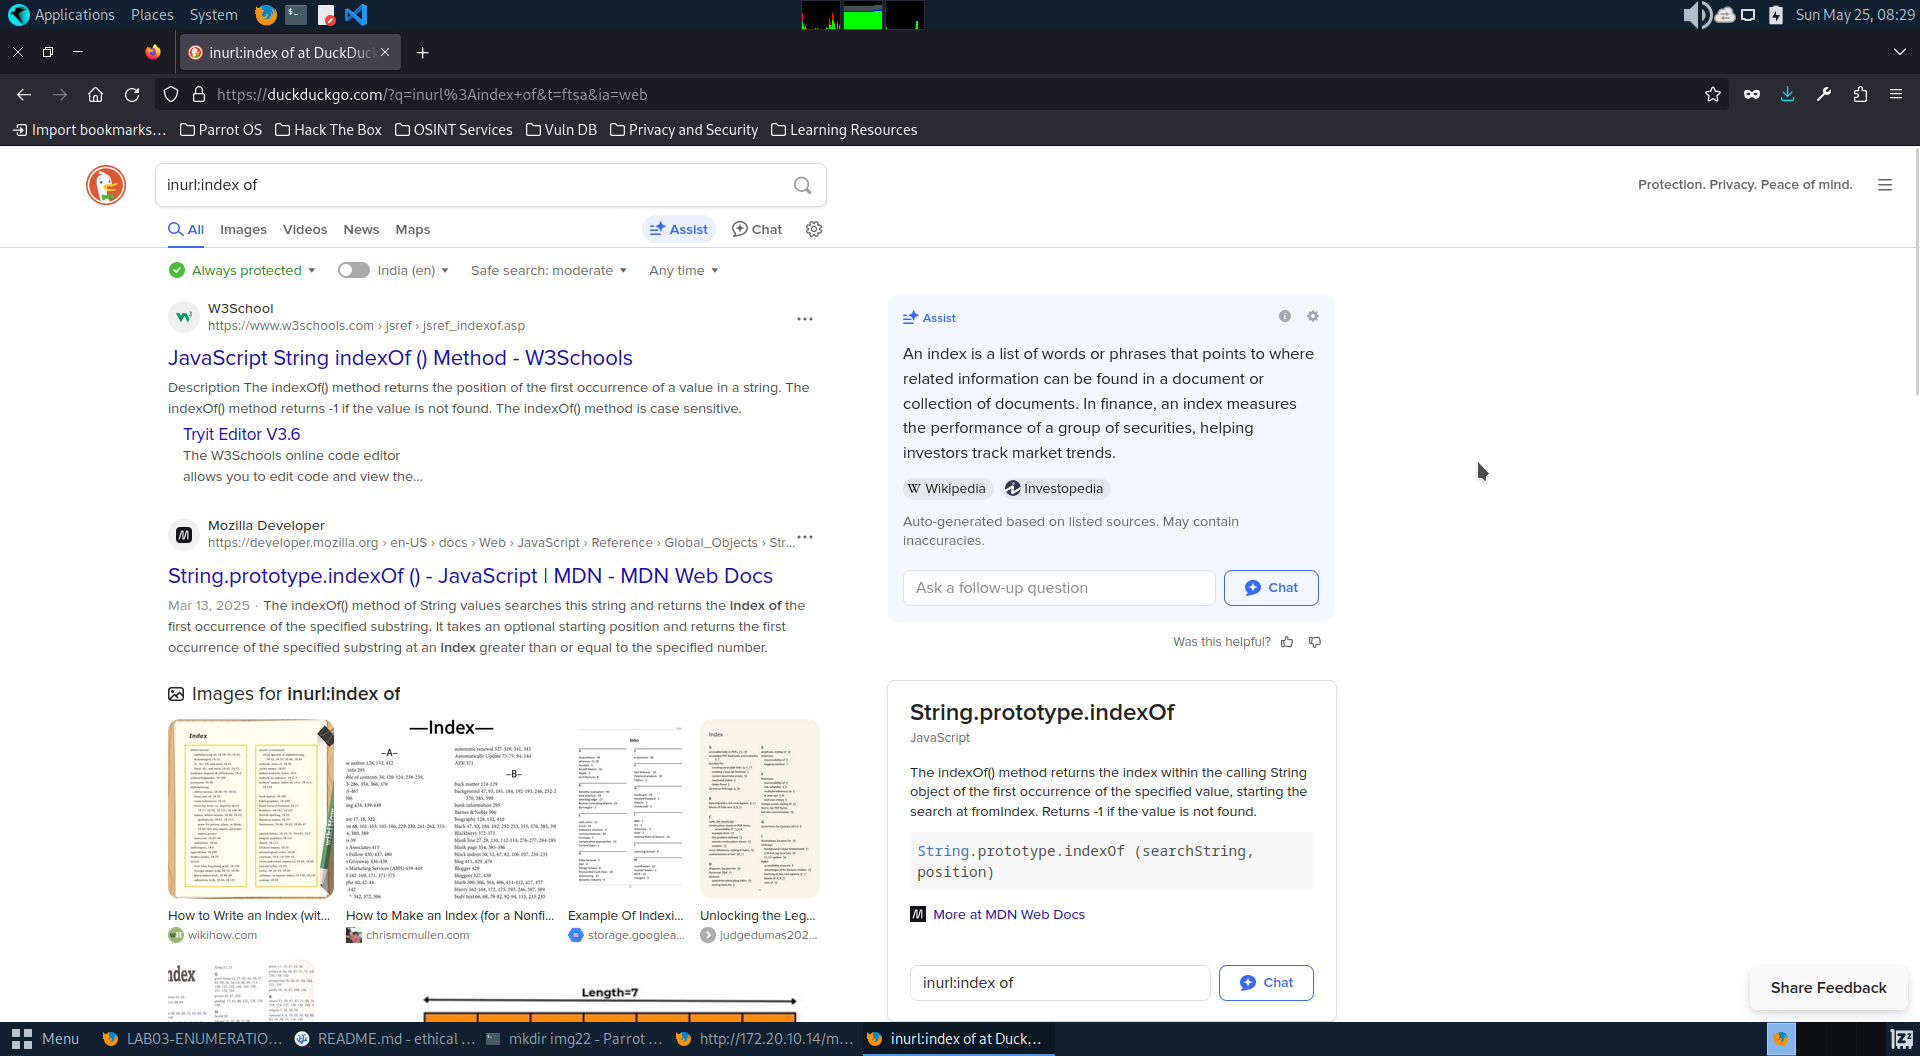 Applications Places System
Sun May 25, 08:29
inurl:index of at DuckDuc
https://duckduckgo.com/?q=inurl%3Aindex+of&t=ftsa&ia=web
Import bookmarks... Parrot OS Hack The Box OSINT Services Vuln DB Privacy and Security Learning Resources
inurl:index of
Protection. Privacy. Peace of mind.
All Images Videos News Maps Assist Chat
Always protected India (en) Safe search: moderate Any time
W3School
https://www.w3schools.com › jsref › jsref_indexof.asp
JavaScript String indexOf () Method - W3Schools
Description The indexOf() method returns the position of the first occurrence of a value in a string. The
indexOf() method returns -1 if the value is not found. The indexOf() method is case sensitive.
Tryit Editor V3.6
The W3Schools online code editor
allows you to edit code and view the...
Mozilla Developer
https://developer.mozilla.org › en-US › docs › Web › JavaScript › Reference › Global_Objects › Str...
String.prototype.indexOf () - JavaScript | MDN - MDN Web Docs
Mar 13, 2025 · The indexOf() method of String values searches this string and returns the index of the
first occurrence of the specified substring. It takes an optional starting position and returns the first
occurrence of the specified substring at an index greater than or equal to the specified number.
Images for inurl:index of
Index
—Index—
–A–
–B–
Index
How to Write an Index (wit...
wikihow.com
How to Make an Index (for a Nonfi...
chrismcmullen.com
Example Of Indexi...
storage.googlea...
Unlocking the Leg...
judgedumas202...
ndex
Length=7
Assist
An index is a list of words or phrases that points to where
related information can be found in a document or
collection of documents. In finance, an index measures
the performance of a group of securities, helping
investors track market trends.
Wikipedia Investopedia
Auto-generated based on listed sources. May contain
inaccuracies.
Ask a follow-up question
Chat
Was this helpful?
String.prototype.indexOf
JavaScript
The indexOf() method returns the index within the calling String
object of the first occurrence of the specified value, starting the
search at fromIndex. Returns -1 if the value is not found.
String.prototype.indexOf (searchString,
position)
More at MDN Web Docs
inurl:index of
Chat
Share Feedback
Menu LAB03-ENUMERATIO... README.md - ethical ... mkdir img22 - Parrot ... http://172.20.10.14/m... inurl:index of at Duck...